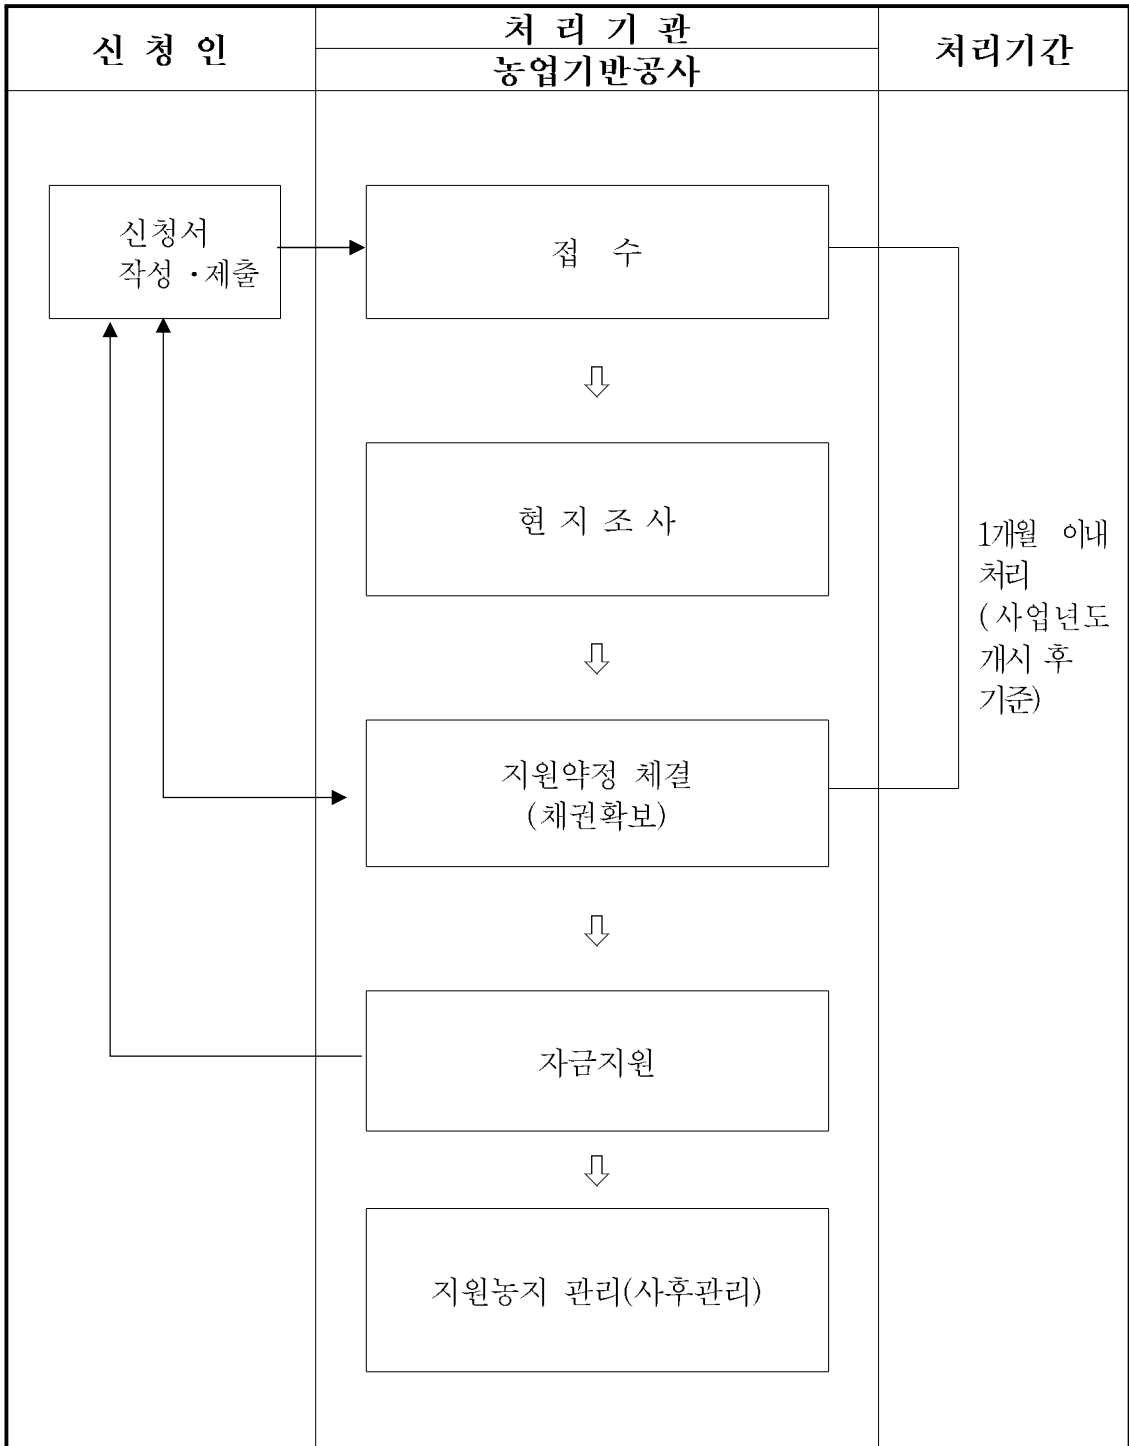 신 청 인
처 리 기 관
농업기반공사
처리기간
신청서
작성 ·제출
접 수
현 지 조 사
지원약정 체결
(채권확보)
자금지원
지원농지 관리(사후관리)
1개월 이내
처리
(사업년도
개시 후
기준)